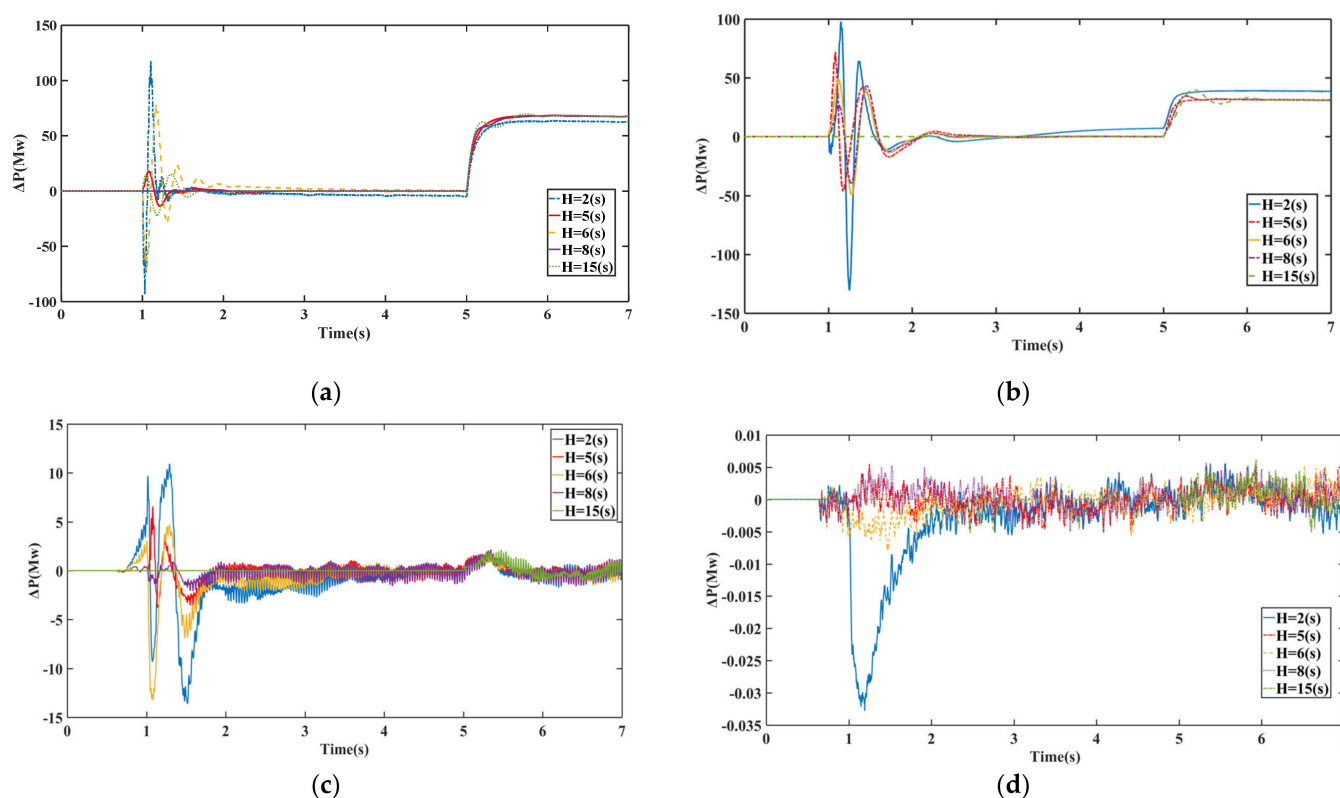 150
100
50
0
-50
-100
ΔP(Mw)
H=2(s)
H=5(s)
H=6(s)
H=8(s)
H=15(s)
0 1 2 3 4 5 6 7
Time(s)
(a)
100
50
0
-50
-100
-150
ΔP(Mw)
H=2(s)
H=5(s)
H=6(s)
H=8(s)
H=15(s)
0 1 2 3 4 5 6 7
Time(s)
(b)
15
10
5
0
-5
-10
-15
ΔP(Mw)
H=2(s)
H=5(s)
H=6(s)
H=8(s)
H=15(s)
0 1 2 3 4 5 6 7
Time(s)
(c)
0.01
0.005
0
-0.005
-0.01
-0.015
-0.02
-0.025
-0.03
-0.035
ΔP(Mw)
H=2(s)
H=5(s)
H=6(s)
H=8(s)
H=15(s)
0 1 2 3 4 5 6
Time(s)
(d)